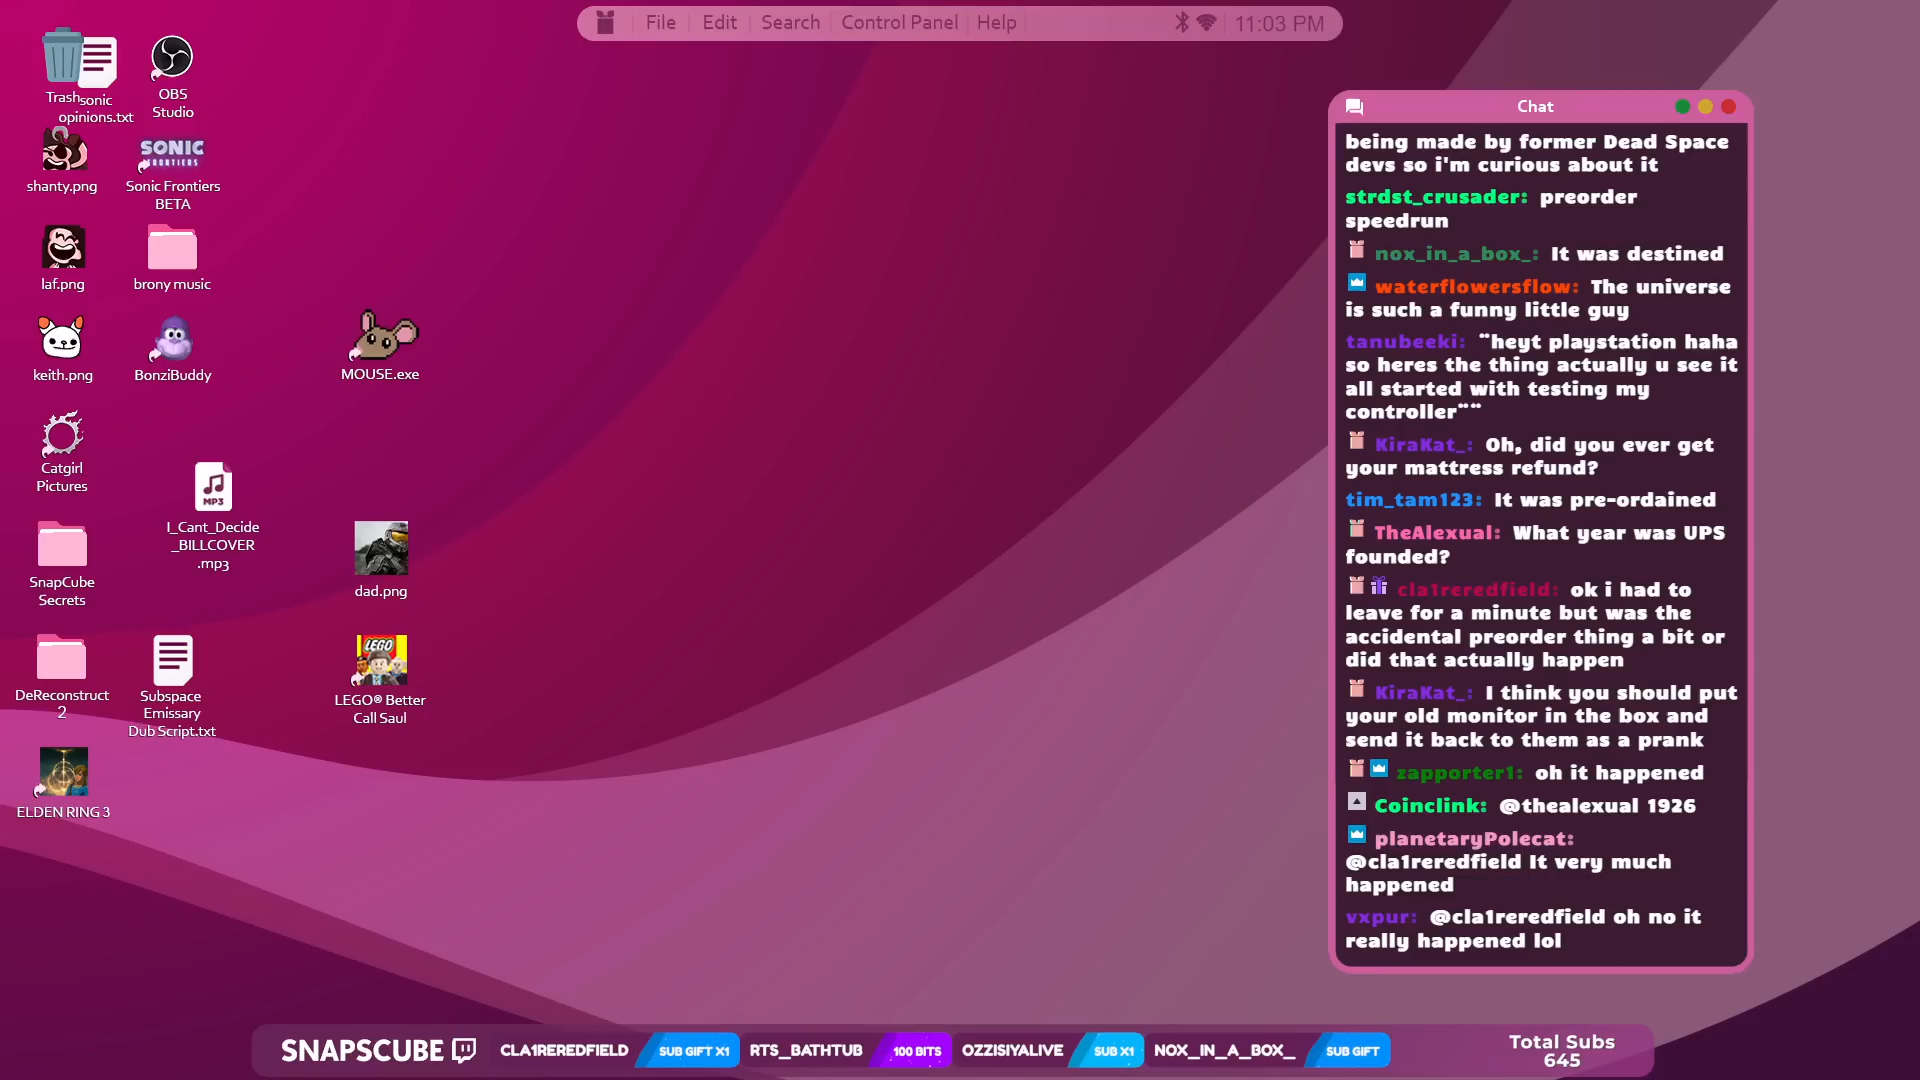 File Edit Search Control Panel Help 11:03 PM
Trash
sonic
opinions.txt
OBS
Studio
shanty.png
SONIC
FRONTIERS
Sonic Frontiers
BETA
laf.png
brony music
keith.png
BonziBuddy
MOUSE.exe
Catgirl
Pictures
MP3
I_Cant_Decide
_BILLCOVER
.mp3
SnapCube
Secrets
dad.png
DeReconstruct
2
Subspace
Emissary
Dub Script.txt
LEGO
LEGO® Better
Call Saul
ELDEN RING 3
Chat
being made by former Dead Space
devs so i'm curious about it
strdst_crusader: preorder
speedrun
nox_in_a_box_: It was destined
waterflowersflow: The universe
is such a funny little guy
tanubeeki: "heyt playstation haha
so heres the thing actually u see it
all started with testing my
controller""
KiraKat_: Oh, did you ever get
your mattress refund?
tim_tam123: It was pre-ordained
TheAlexual: What year was UPS
founded?
cla1reredfield: ok i had to
leave for a minute but was the
accidental preorder thing a bit or
did that actually happen
KiraKat_: I think you should put
your old monitor in the box and
send it back to them as a prank
zapporter1: oh it happened
Coinclink: @thealexual 1926
planetaryPolecat:
@cla1reredfield It very much
happened
vxpur: @cla1reredfield oh no it
really happened lol
SNAPSCUBE CLA1REREDFIELD SUB GIFT X1 RTS_BATHTUB 100 BITS OZZISIYALIVE SUB X1 NOX_IN_A_BOX_ SUB GIFT
Total Subs
645